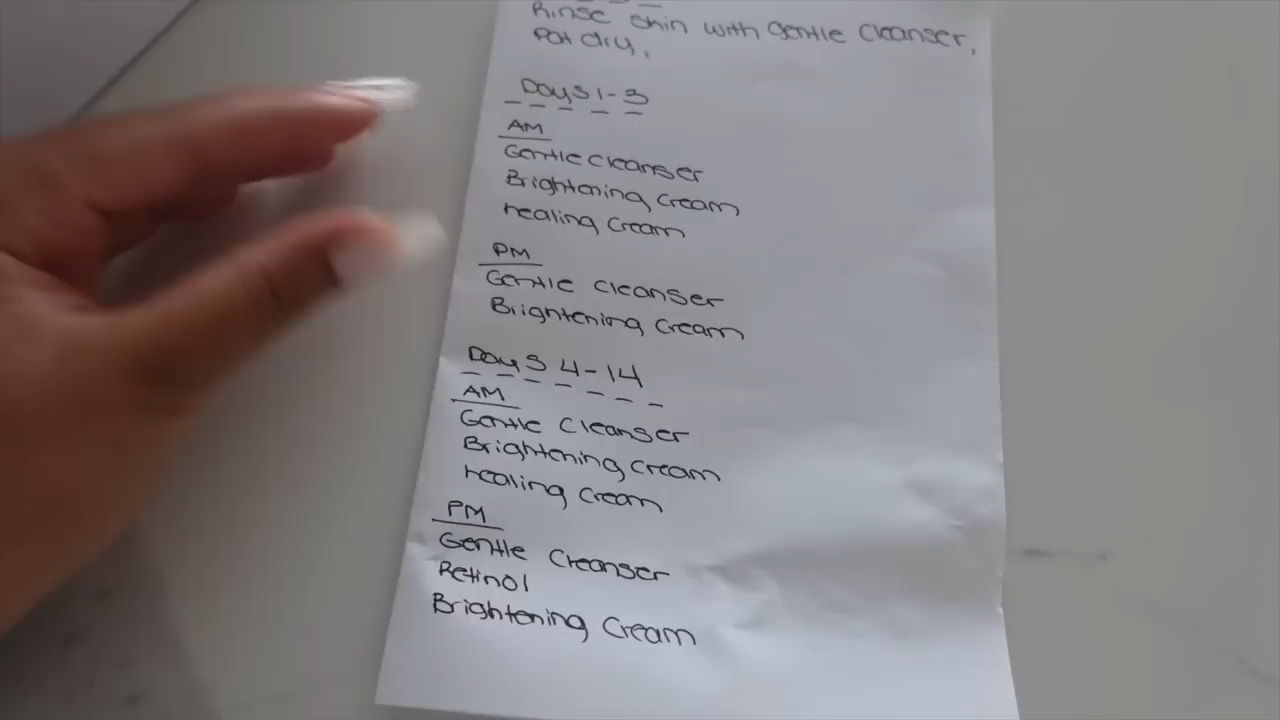 Rinse skin with gentle cleanser,
Pat dry.
Days 1-3
AM
Gentle cleanser
Brightening cream
healing cream
PM
Gentle cleanser
Brightening cream
Days 4-14
AM
Gentle cleanser
Brightening cream
healing cream
PM
Gentle cleanser
Retinol
Brightening cream